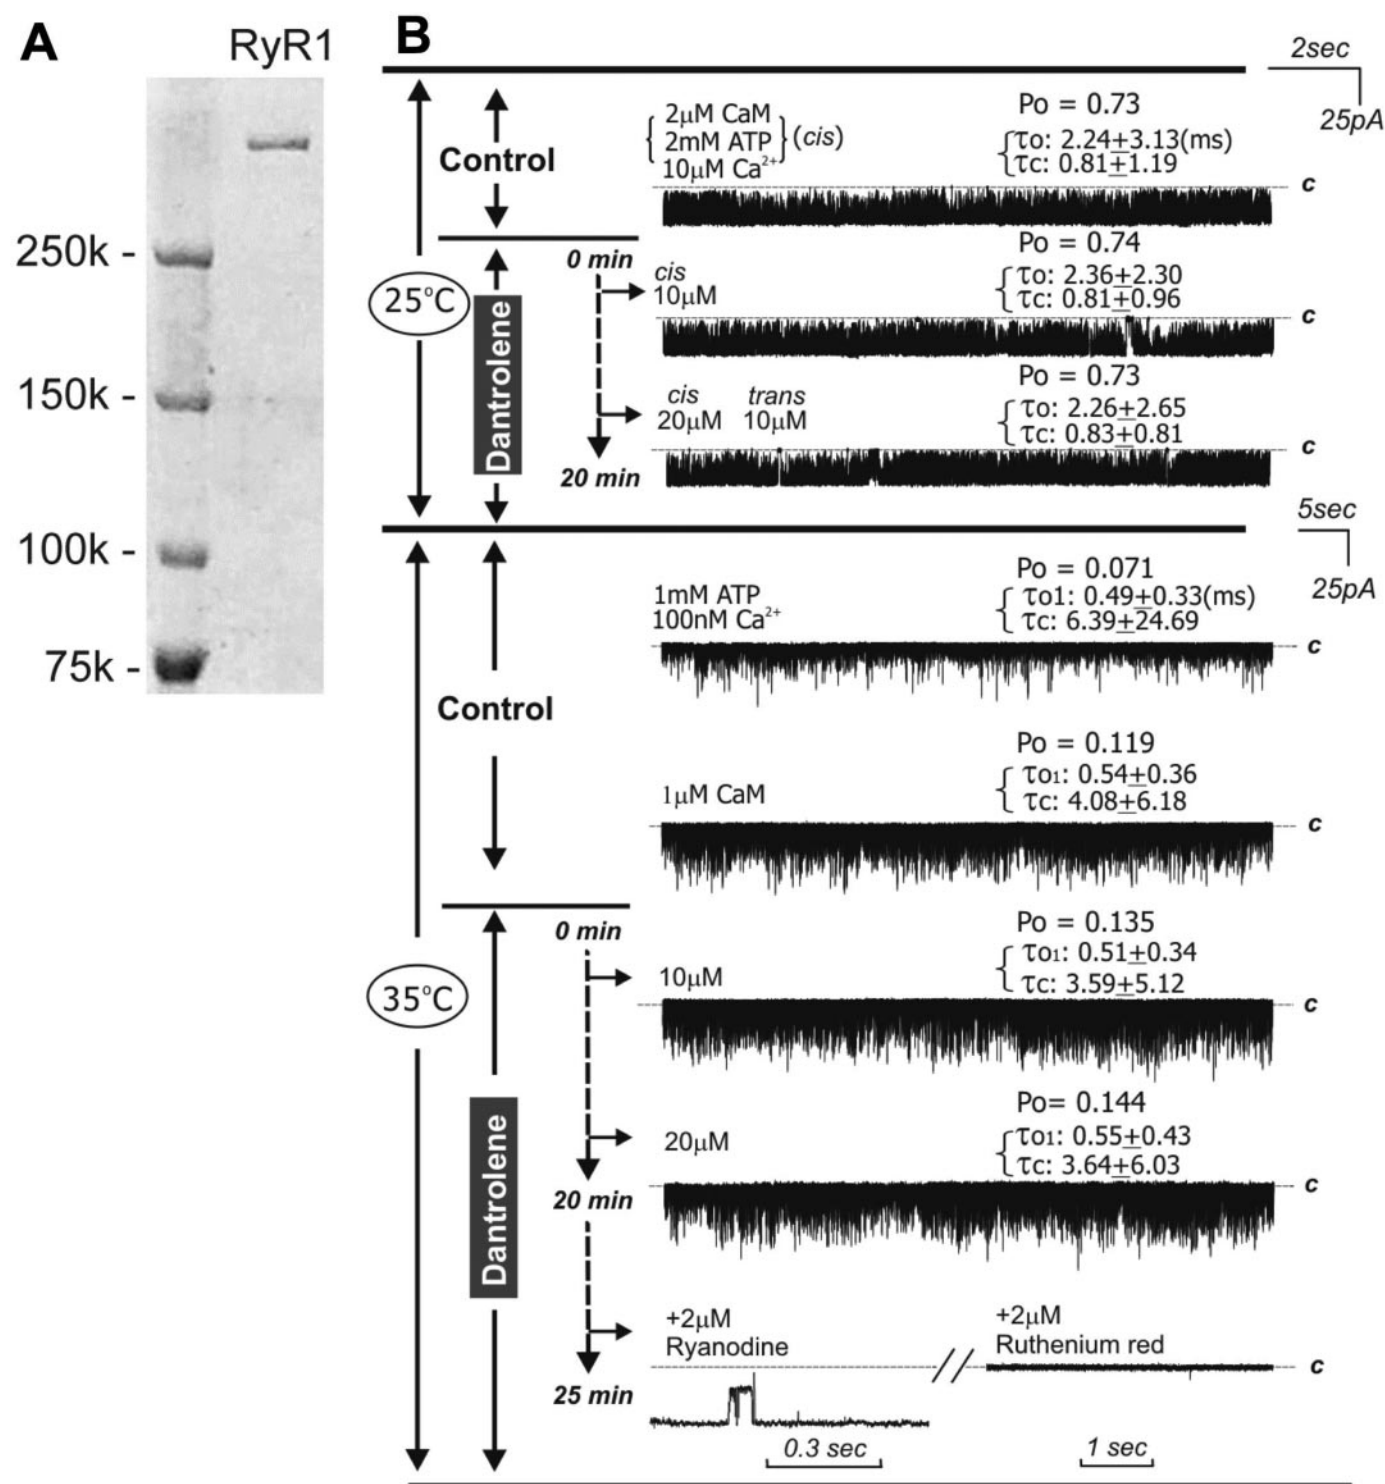 A
RyR1
250k -
150k -
100k -
75k -
B
2sec
25pA
25°C
Control
2μM CaM
2mM ATP
10μM Ca²⁺
(cis)
Po = 0.73
τo: 2.24±3.13(ms)
τc: 0.81±1.19
c
Dantrolene
0 min
cis
10μM
Po = 0.74
τo: 2.36±2.30
τc: 0.81±0.96
c
cis trans
20μM 10μM
20 min
Po = 0.73
τo: 2.26±2.65
τc: 0.83±0.81
c
5sec
25pA
35°C
Control
1mM ATP
100nM Ca²⁺
Po = 0.071
τo1: 0.49±0.33(ms)
τc: 6.39±24.69
c
1μM CaM
Po = 0.119
τo1: 0.54±0.36
τc: 4.08±6.18
c
Dantrolene
0 min
10μM
Po = 0.135
τo1: 0.51±0.34
τc: 3.59±5.12
c
20μM
20 min
Po= 0.144
τo1: 0.55±0.43
τc: 3.64±6.03
c
+2μM
Ryanodine
25 min
+2μM
Ruthenium red
c
0.3 sec
1 sec